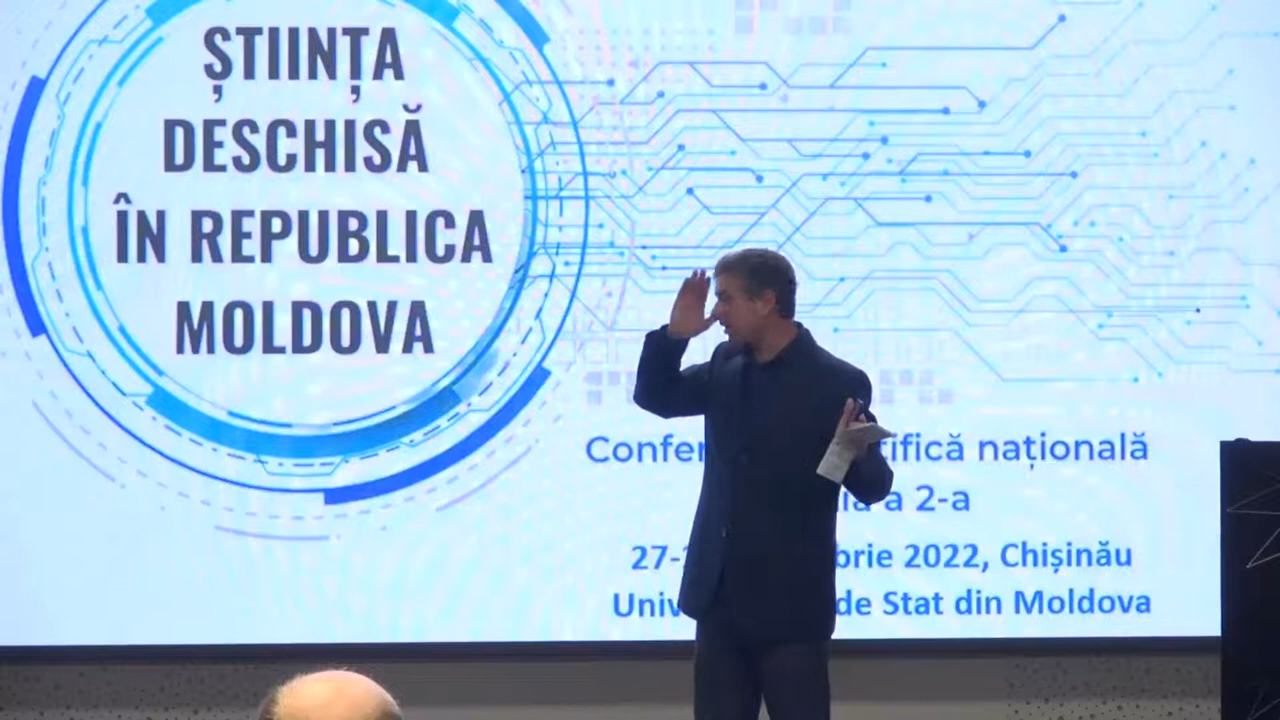 ȘTIINȚA
DESCHISĂ
ÎN REPUBLICA
MOLDOVA
națională
a 2-a
2022, Chișinău
de Stat din Moldova